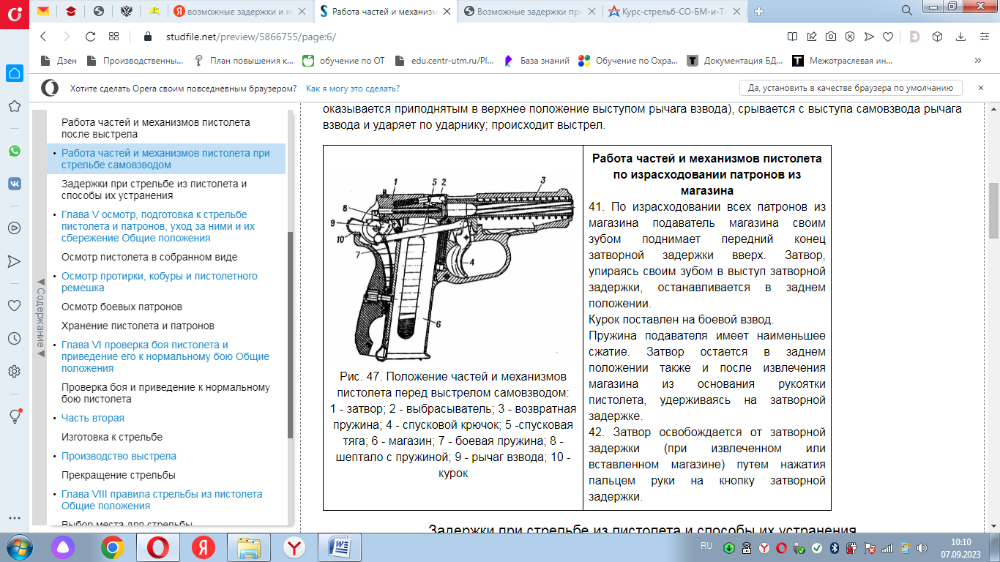 возможные задержки и н
Работа частей и механизм
Возможные задержки при
Курс-стрельб-СО-БМ-и-Т-
studfile.net/preview/5866755/page:6/
Дзен
Производственны...
План повышения к...
обучение по ОТ
edu.centr-utm.ru/Pl...
База знаний
Обучение по Охра...
Документация БД...
Межотраслевая ин...
Хотите сделать Opera своим повседневным браузером? Как я могу это сделать?
Да, установить в качестве браузера по умолчанию
◀ Содержание ◀
Работа частей и механизмов пистолета
после выстрела
• Работа частей и механизмов пистолета при
стрельбе самовзводом
Задержки при стрельбе из пистолета и
способы их устранения
• Глава V осмотр, подготовка к стрельбе
пистолета и патронов, уход за ними и их
сбережение Общие положения
Осмотр пистолета в собранном виде
• Осмотр протирки, кобуры и пистолетного
ремешка
Осмотр боевых патронов
Хранение пистолета и патронов
• Глава VI проверка боя пистолета и
приведение его к нормальному бою Общие
положения
Проверка боя и приведение к нормальному
бою пистолета
• Часть вторая
Изготовка к стрельбе
• Производство выстрела
Прекращение стрельбы
• Глава VIII правила стрельбы из пистолета
Общие положения
Выбор места для стрельбы
оказывается приподнятым в верхнее положение выступом рычага взвода), срывается с выступа самовзвода рычага
взвода и ударяет по ударнику; происходит выстрел.
1
5
2
3
8
9
10
7
4
6
Рис. 47. Положение частей и механизмов
пистолета перед выстрелом самовзводом:
1 - затвор; 2 – выбрасыватель; 3 - возвратная
пружина; 4 - спусковой крючок; 5 -спусковая
тяга; 6 - магазин; 7 - боевая пружина; 8 -
шептало с пружиной; 9 - рычаг взвода; 10 -
курок
Работа частей и механизмов пистолета
по израсходовании патронов из
магазина
41. По израсходовании всех патронов из
магазина подаватель магазина своим
зубом поднимает передний конец
затворной задержки вверх. Затвор,
упираясь своим зубом в выступ затворной
задержки, останавливается в заднем
положении.
Курок поставлен на боевой взвод.
Пружина подавателя имеет наименьшее
сжатие. Затвор остается в заднем
положении также и после извлечения
магазина из основания рукоятки
пистолета, удерживаясь на затворной
задержке.
42. Затвор освобождается от затворной
задержки (при извлеченном или
вставленном магазине) путем нажатия
пальцем руки на кнопку затворной
задержки.
Задержки при стрельбе из пистолета и способы их устранения
RU
10:10
07.09.2023